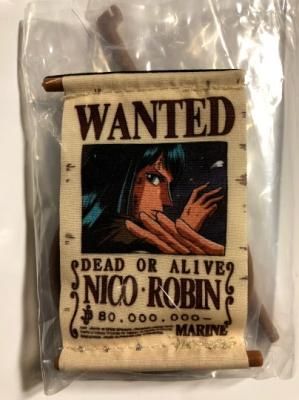 WANTED
DEAD OR ALIVE
NICO·ROBIN
฿80.000.000-
MARINE